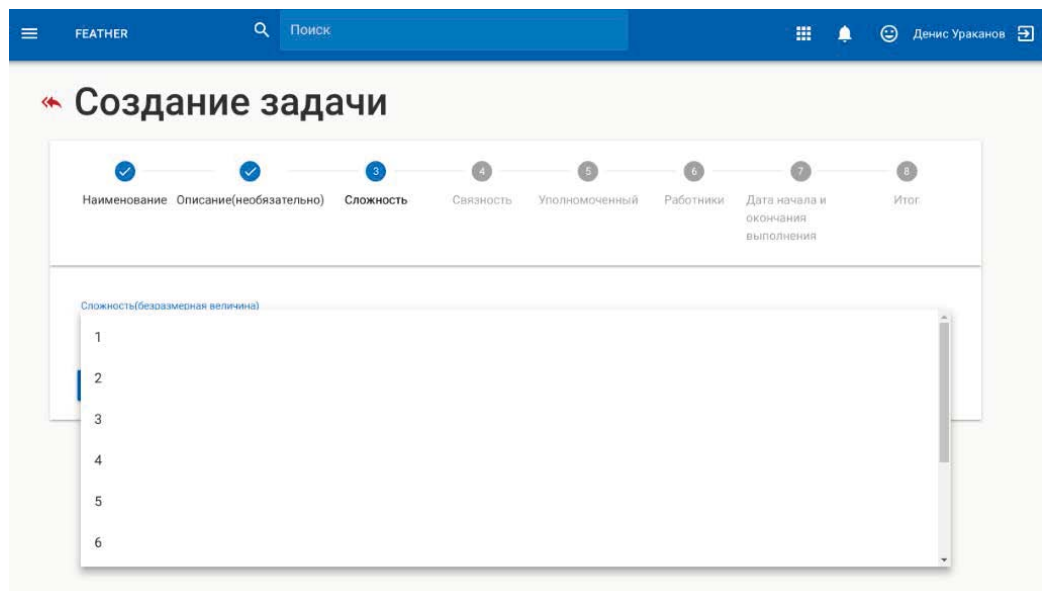 FEATHER
Поиск
Денис Ураканов
Создание задачи
3 4 5 6 7 8
Наименование Описание(необязательно) Сложность Связность Уполномоченный Работники Дата начала и Итог
окончания
выполнения
Сложность(безразмерная величина)
1
2
3
4
5
6